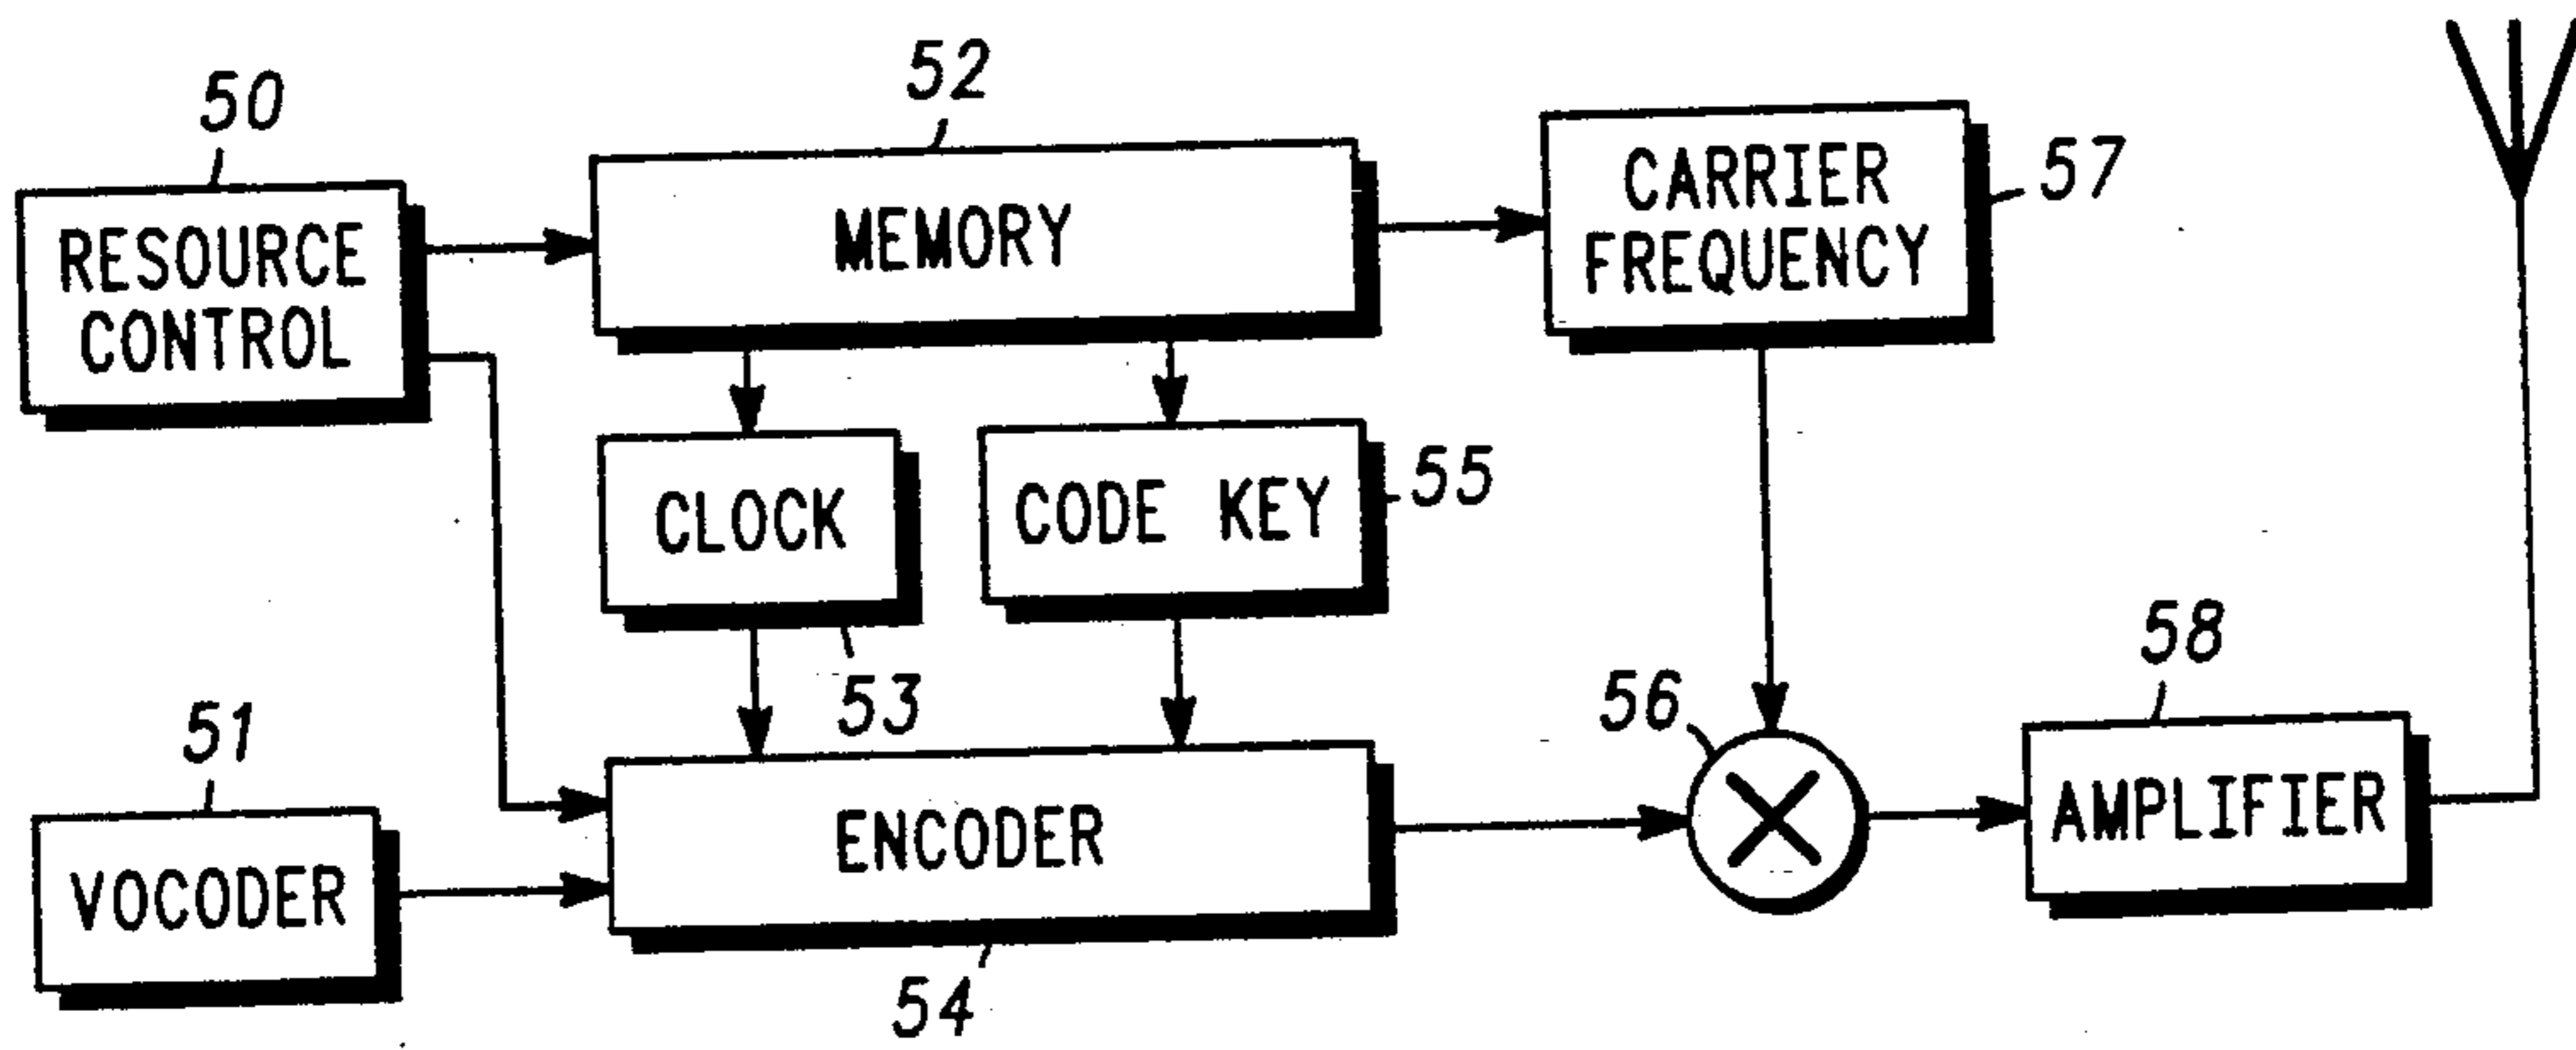 50
52
57
RESOURCE
CONTROL
MEMORY
CARRIER
FREQUENCY
CLOCK
CODE KEY
55
53
51
56
58
VOCODER
ENCODER
AMPLIFIER
54